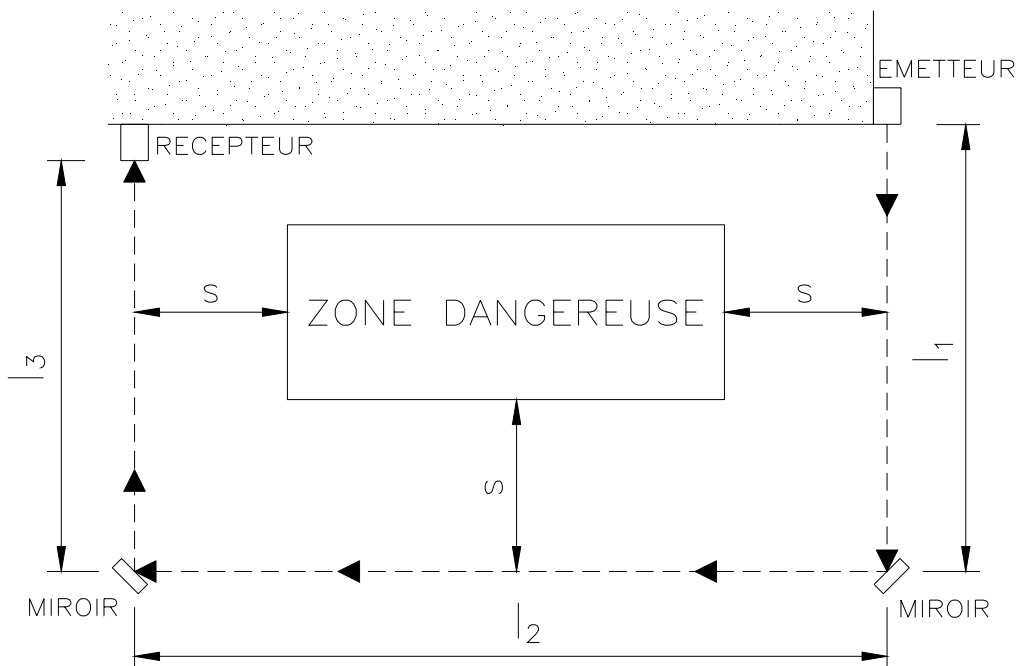 EMETTEUR
RECEPTEUR
S
S
ZONE DANGEREUSE
l1
l3
S
MIROIR
MIROIR
l2